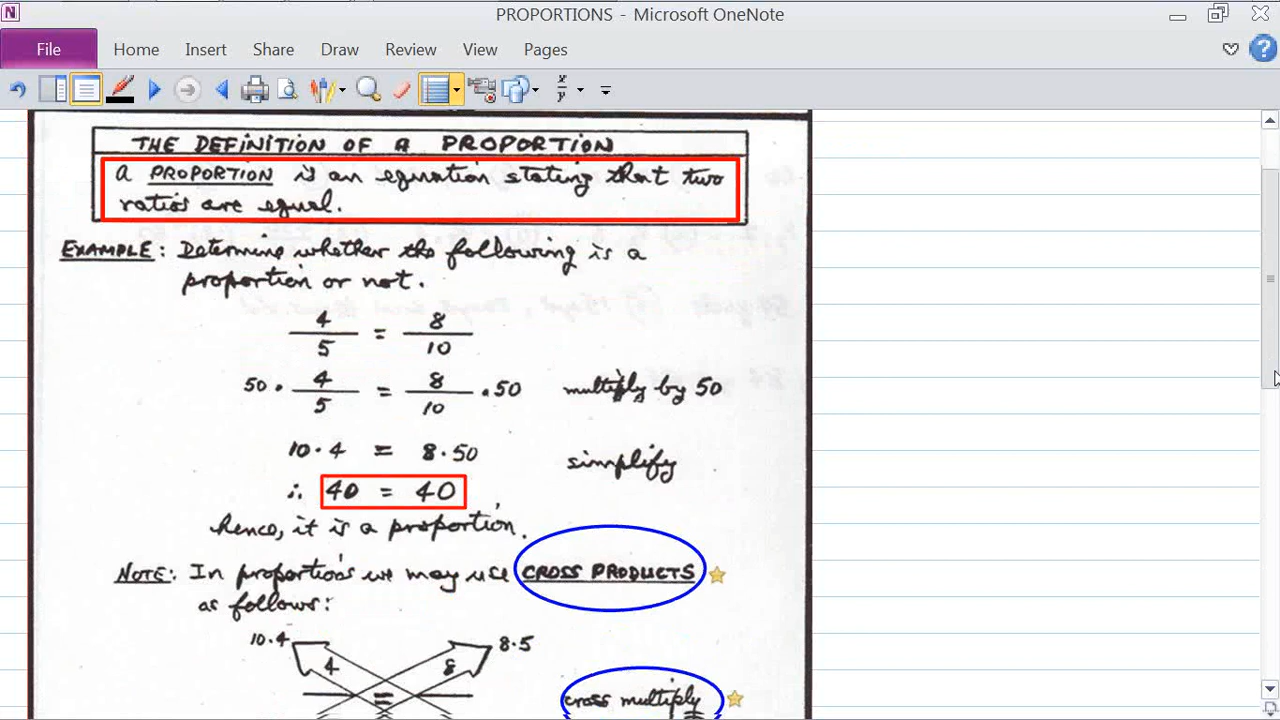 PROPORTIONS - Microsoft OneNote
File Home Insert Share Draw Review View Pages
THE DEFINITION OF A PROPORTION
A PROPORTION is an equation stating that two
ratios are equal.
EXAMPLE: Determine whether the following is a
proportion or not.
4/5 = 8/10
50 · 4/5 = 8/10 · 50 multiply by 50
10·4 = 8·50 simplify
∴ 40 = 40
hence, it is a proportion.
NOTE: In proportions we may use CROSS PRODUCTS
as follows:
10·4 8·5
4 = 8
cross multiply